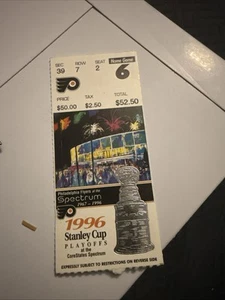 SEC ROW SEAT Home Game
39 7 2 6
PRICE TAX TOTAL
$50.00 $2.50 $52.50
Philadelphia Flyers at the
Spectrum
1967 - 1996
1996
Stanley Cup
PLAYOFFS
at the CoreStates Spectrum
EXPRESSLY SUBJECT TO RESTRICTIONS ON REVERSE SIDE